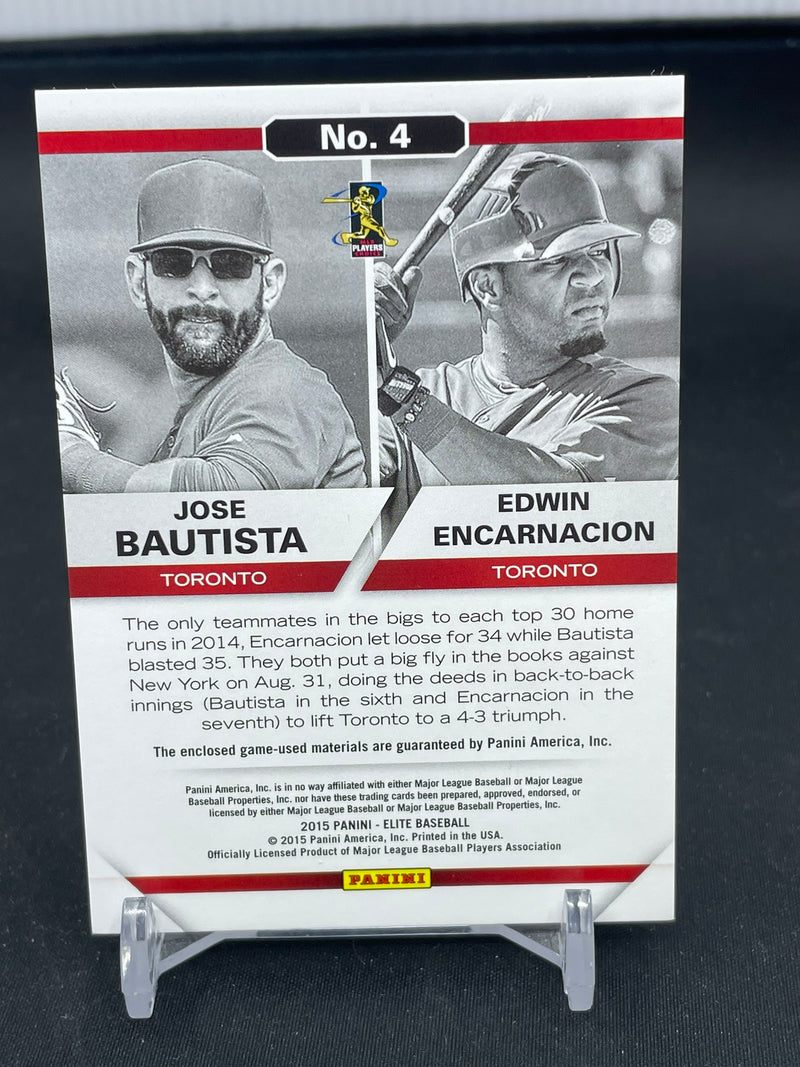 No. 4
MLB
PLAYERS
CHOICE
JOSE
BAUTISTA
TORONTO
EDWIN
ENCARNACION
TORONTO
The only teammates in the bigs to each top 30 home
runs in 2014, Encarnacion let loose for 34 while Bautista
blasted 35. They both put a big fly in the books against
New York on Aug. 31, doing the deeds in back-to-back
innings (Bautista in the sixth and Encarnacion in the
seventh) to lift Toronto to a 4-3 triumph.
The enclosed game-used materials are guaranteed by Panini America, Inc.
Panini America, Inc. is in no way affiliated with either Major League Baseball or Major League
Baseball Properties, Inc. nor have these trading cards been prepared, approved, endorsed, or
licensed by either Major League Baseball or Major League Baseball Properties, Inc.
2015 PANINI - ELITE BASEBALL
© 2015 Panini America, Inc. Printed in the USA.
Officially Licensed Product of Major League Baseball Players Association
PANINI